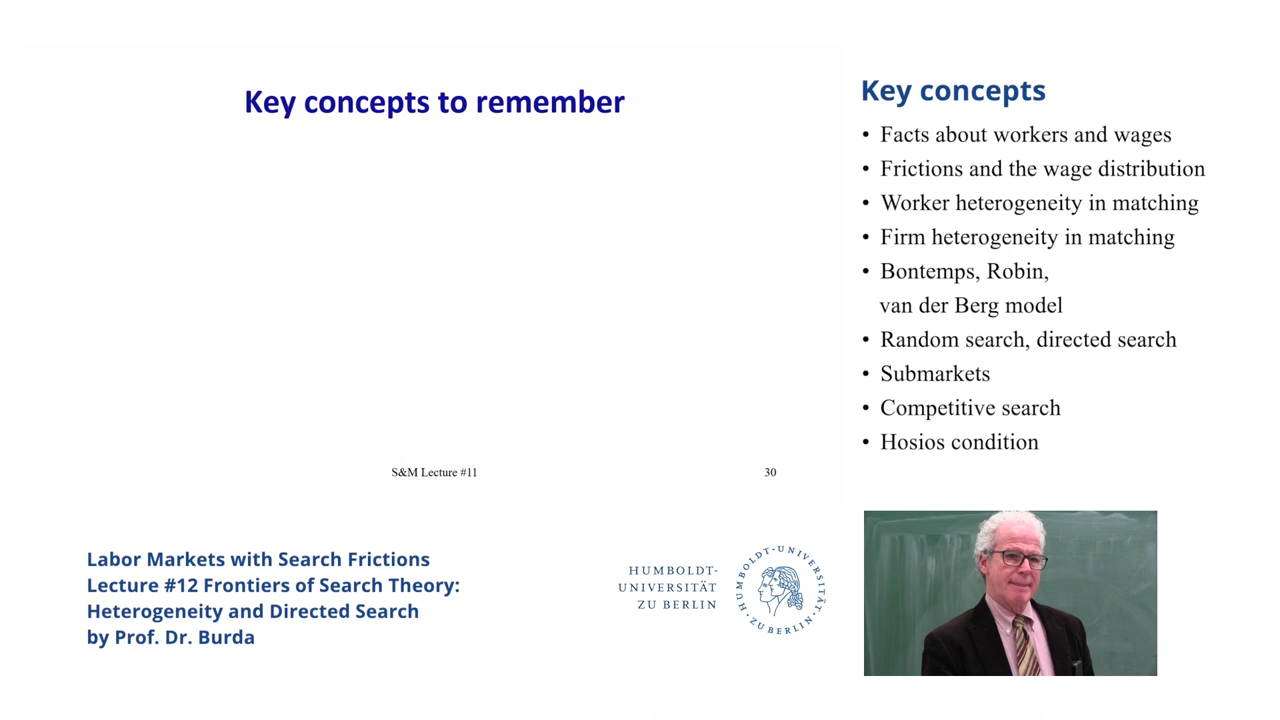 Key concepts to remember
S&M Lecture #11
30
Key concepts
• Facts about workers and wages
• Frictions and the wage distribution
• Worker heterogeneity in matching
• Firm heterogeneity in matching
• Bontemps, Robin,
van der Berg model
• Random search, directed search
• Submarkets
• Competitive search
• Hosios condition
Labor Markets with Search Frictions
Lecture #12 Frontiers of Search Theory:
Heterogeneity and Directed Search
by Prof. Dr. Burda
HUMBOLDT-
UNIVERSITÄT
ZU BERLIN
HUMBOLDT-UNIVERSITÄT
ZU BERLIN